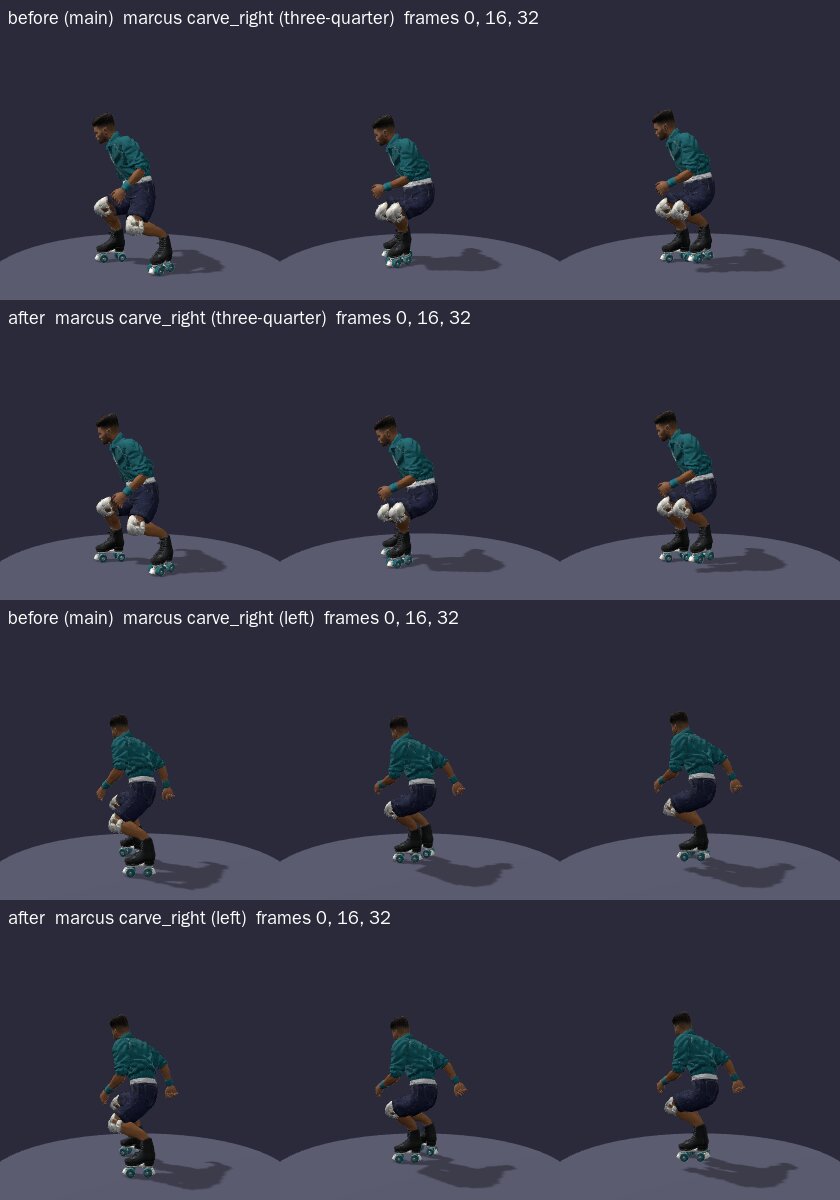 before (main)  marcus carve_right (three-quarter)  frames 0, 16, 32
after  marcus carve_right (three-quarter)  frames 0, 16, 32
before (main)  marcus carve_right (left)  frames 0, 16, 32
after  marcus carve_right (left)  frames 0, 16, 32